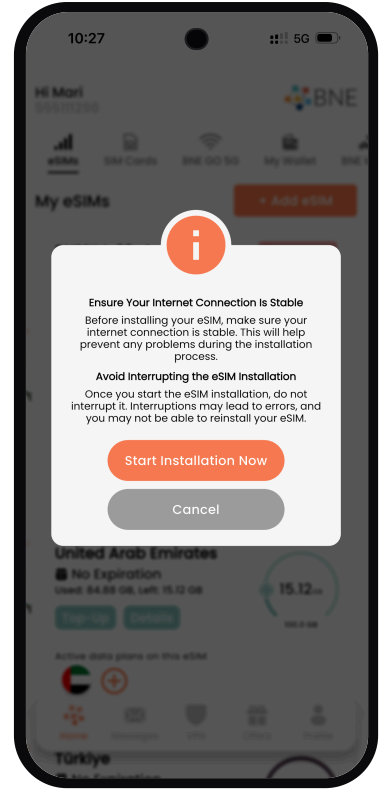 10:27
5G
Hi Mari
BNE
eSIMs
SIM Cards
BNE GO 5G
My Wallet
My eSIMs
+ Add eSIM
i
Ensure Your Internet Connection Is Stable
Before installing your eSIM, make sure your
internet connection is stable. This will help
prevent any problems during the installation
process.
Avoid Interrupting the eSIM Installation
Once you start the eSIM installation, do not
interrupt it. Interruptions may lead to errors, and
you may not be able to reinstall your eSIM.
Start Installation Now
Cancel
United Arab Emirates
No Expiration
Used: 84.88 GB, Left: 15.12 GB
15.12 GB
100.0 GB
Top-Up
Details
Active data plans on this eSIM
Home
Messages
VPN
Offers
Profile
Türkiye
No Expiration